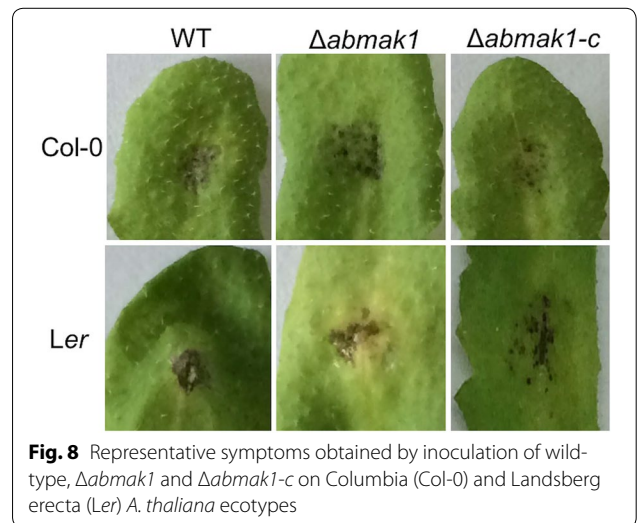 WT Δabmak1 Δabmak1-c
Col-0
Ler
Fig. 8 Representative symptoms obtained by inoculation of wild-
type, Δabmak1 and Δabmak1-c on Columbia (Col-0) and Landsberg
erecta (Ler) A. thaliana ecotypes